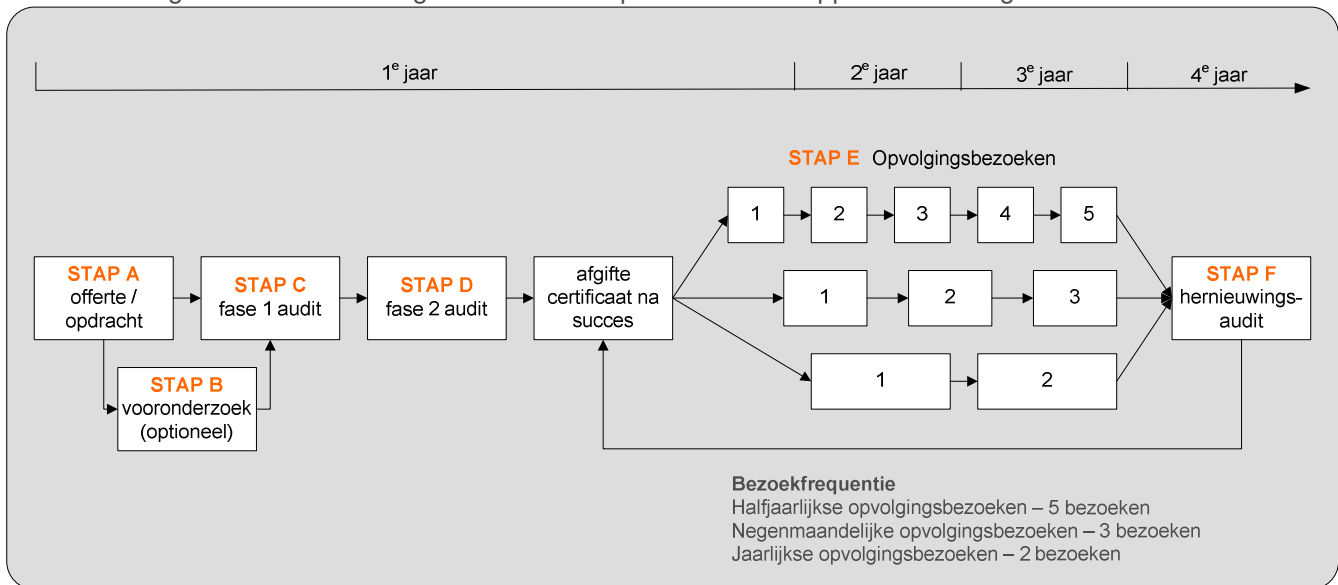 1e jaar
2e jaar
3e jaar
4e jaar
STAP E Opvolgingsbezoeken
1
2
3
4
5
STAP A
offerte /
opdracht
STAP C
fase 1 audit
STAP D
fase 2 audit
afgifte
certificaat na
succes
1
2
3
STAP F
hernieuwings-
audit
STAP B
vooronderzoek
(optioneel)
1
2
Bezoekfrequentie
Halfjaarlijkse opvolgingsbezoeken – 5 bezoeken
Negenmaandelijke opvolgingsbezoeken – 3 bezoeken
Jaarlijkse opvolgingsbezoeken – 2 bezoeken